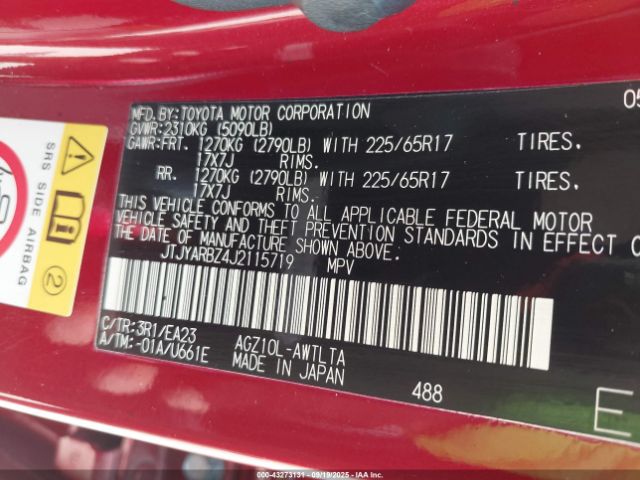 05
MFD.BY:TOYOTA MOTOR CORPORATION
GVWR:2310KG (5090LB)
GAWR:FRT. 1270KG (2790LB) WITH 225/65R17 TIRES.
17X7J RIMS.
RR. 1270KG (2790LB) WITH 225/65R17 TIRES.
17X7J RIMS.
THIS VEHICLE CONFORMS TO ALL APPLICABLE FEDERAL MOTOR
VEHICLE SAFETY AND THEFT PREVENTION STANDARDS IN EFFECT O
THE DATE OF MANUFACTURE SHOWN ABOVE.
JTJYARBZ4J2115719 MPV
C/TR:3R1/EA23 AGZ10L-AWTLTA
A/TM:-01A/U661E MADE IN JAPAN
488
E
SRS SIDE AIRBAG
2
000-43273131 - 09/19/2025 - IAA Inc.